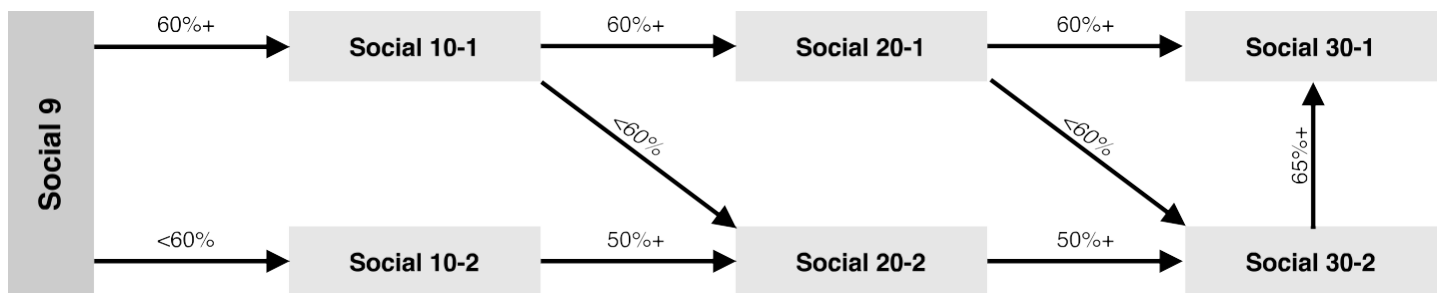 60%+
60%+
60%+
Social 10-1
Social 20-1
Social 30-1
Social 9
<60%
<60%
65%+
<60%
50%+
50%+
Social 10-2
Social 20-2
Social 30-2